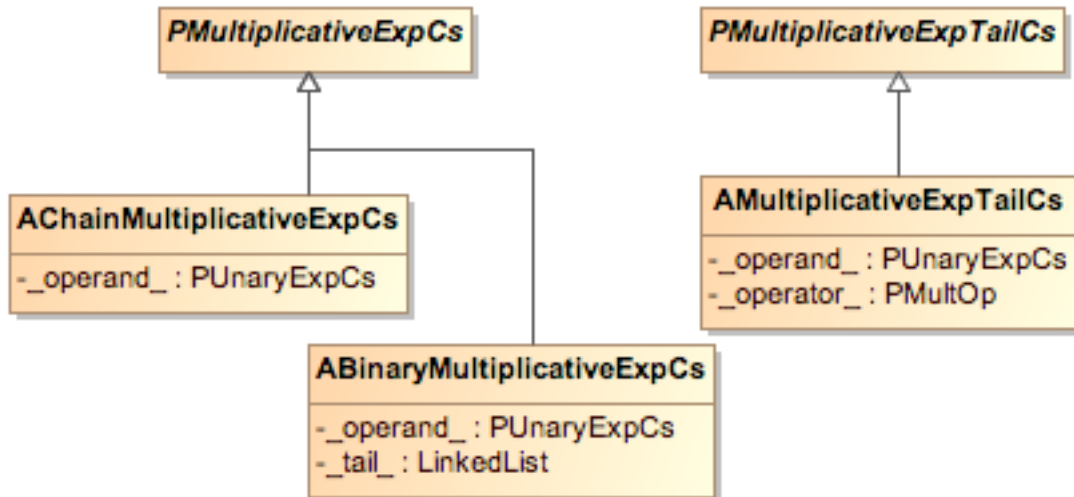 PMultiplicativeExpCs
PMultiplicativeExpTailCs
AChainMultiplicativeExpCs
-_operand_ : PUnaryExpCs
AMultiplicativeExpTailCs
-_operand_ : PUnaryExpCs
-_operator_ : PMultOp
ABinaryMultiplicativeExpCs
-_operand_ : PUnaryExpCs
-_tail_ : LinkedList